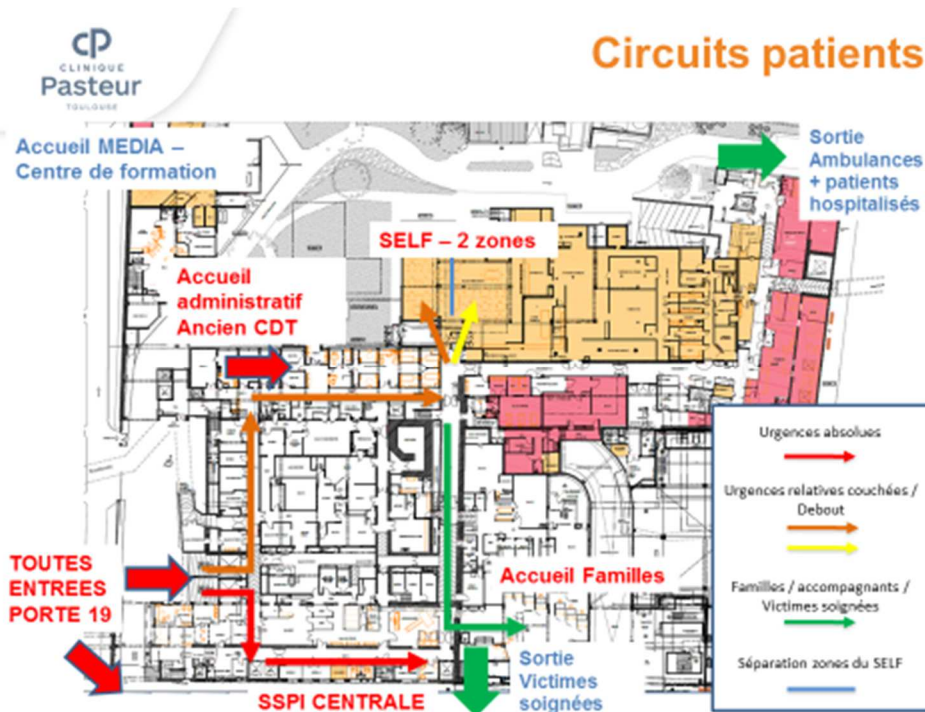 CP
CLINIQUE
Pasteur
TOULOUSE
Circuits patients
Accueil MEDIA –
Centre de formation
Sortie
Ambulances
+ patients
hospitalisés
SELF – 2 zones
Accueil
administratif
Ancien CDT
Urgences absolues
Urgences relatives couchées /
Debout
Familles / accompagnants /
Victimes soignées
Séparation zones du SELF
TOUTES
ENTREES
PORTE 19
Accueil Familles
Sortie
Victimes
soignées
SSPI CENTRALE